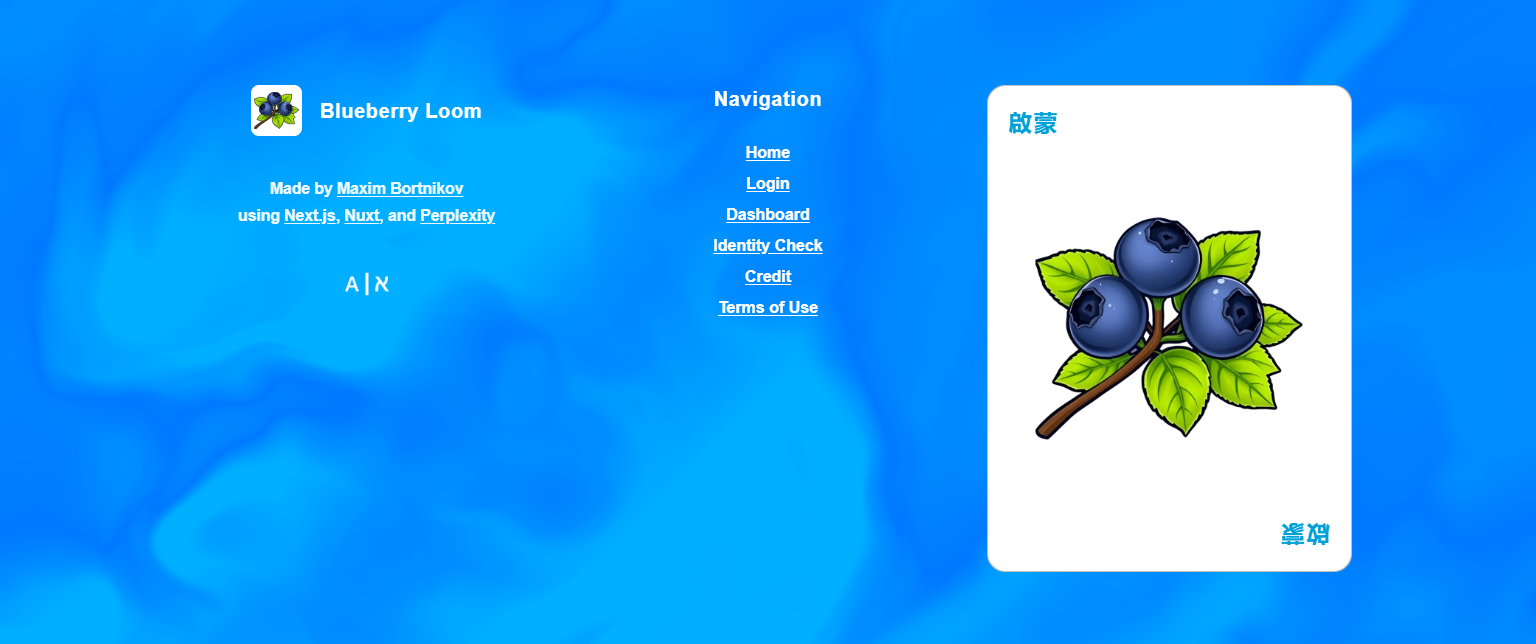 Blueberry Loom
Made by Maxim Bortnikov
using Next.js, Nuxt, and Perplexity
A|א
Navigation
Home
Login
Dashboard
Identity Check
Credit
Terms of Use
啟蒙
啟蒙